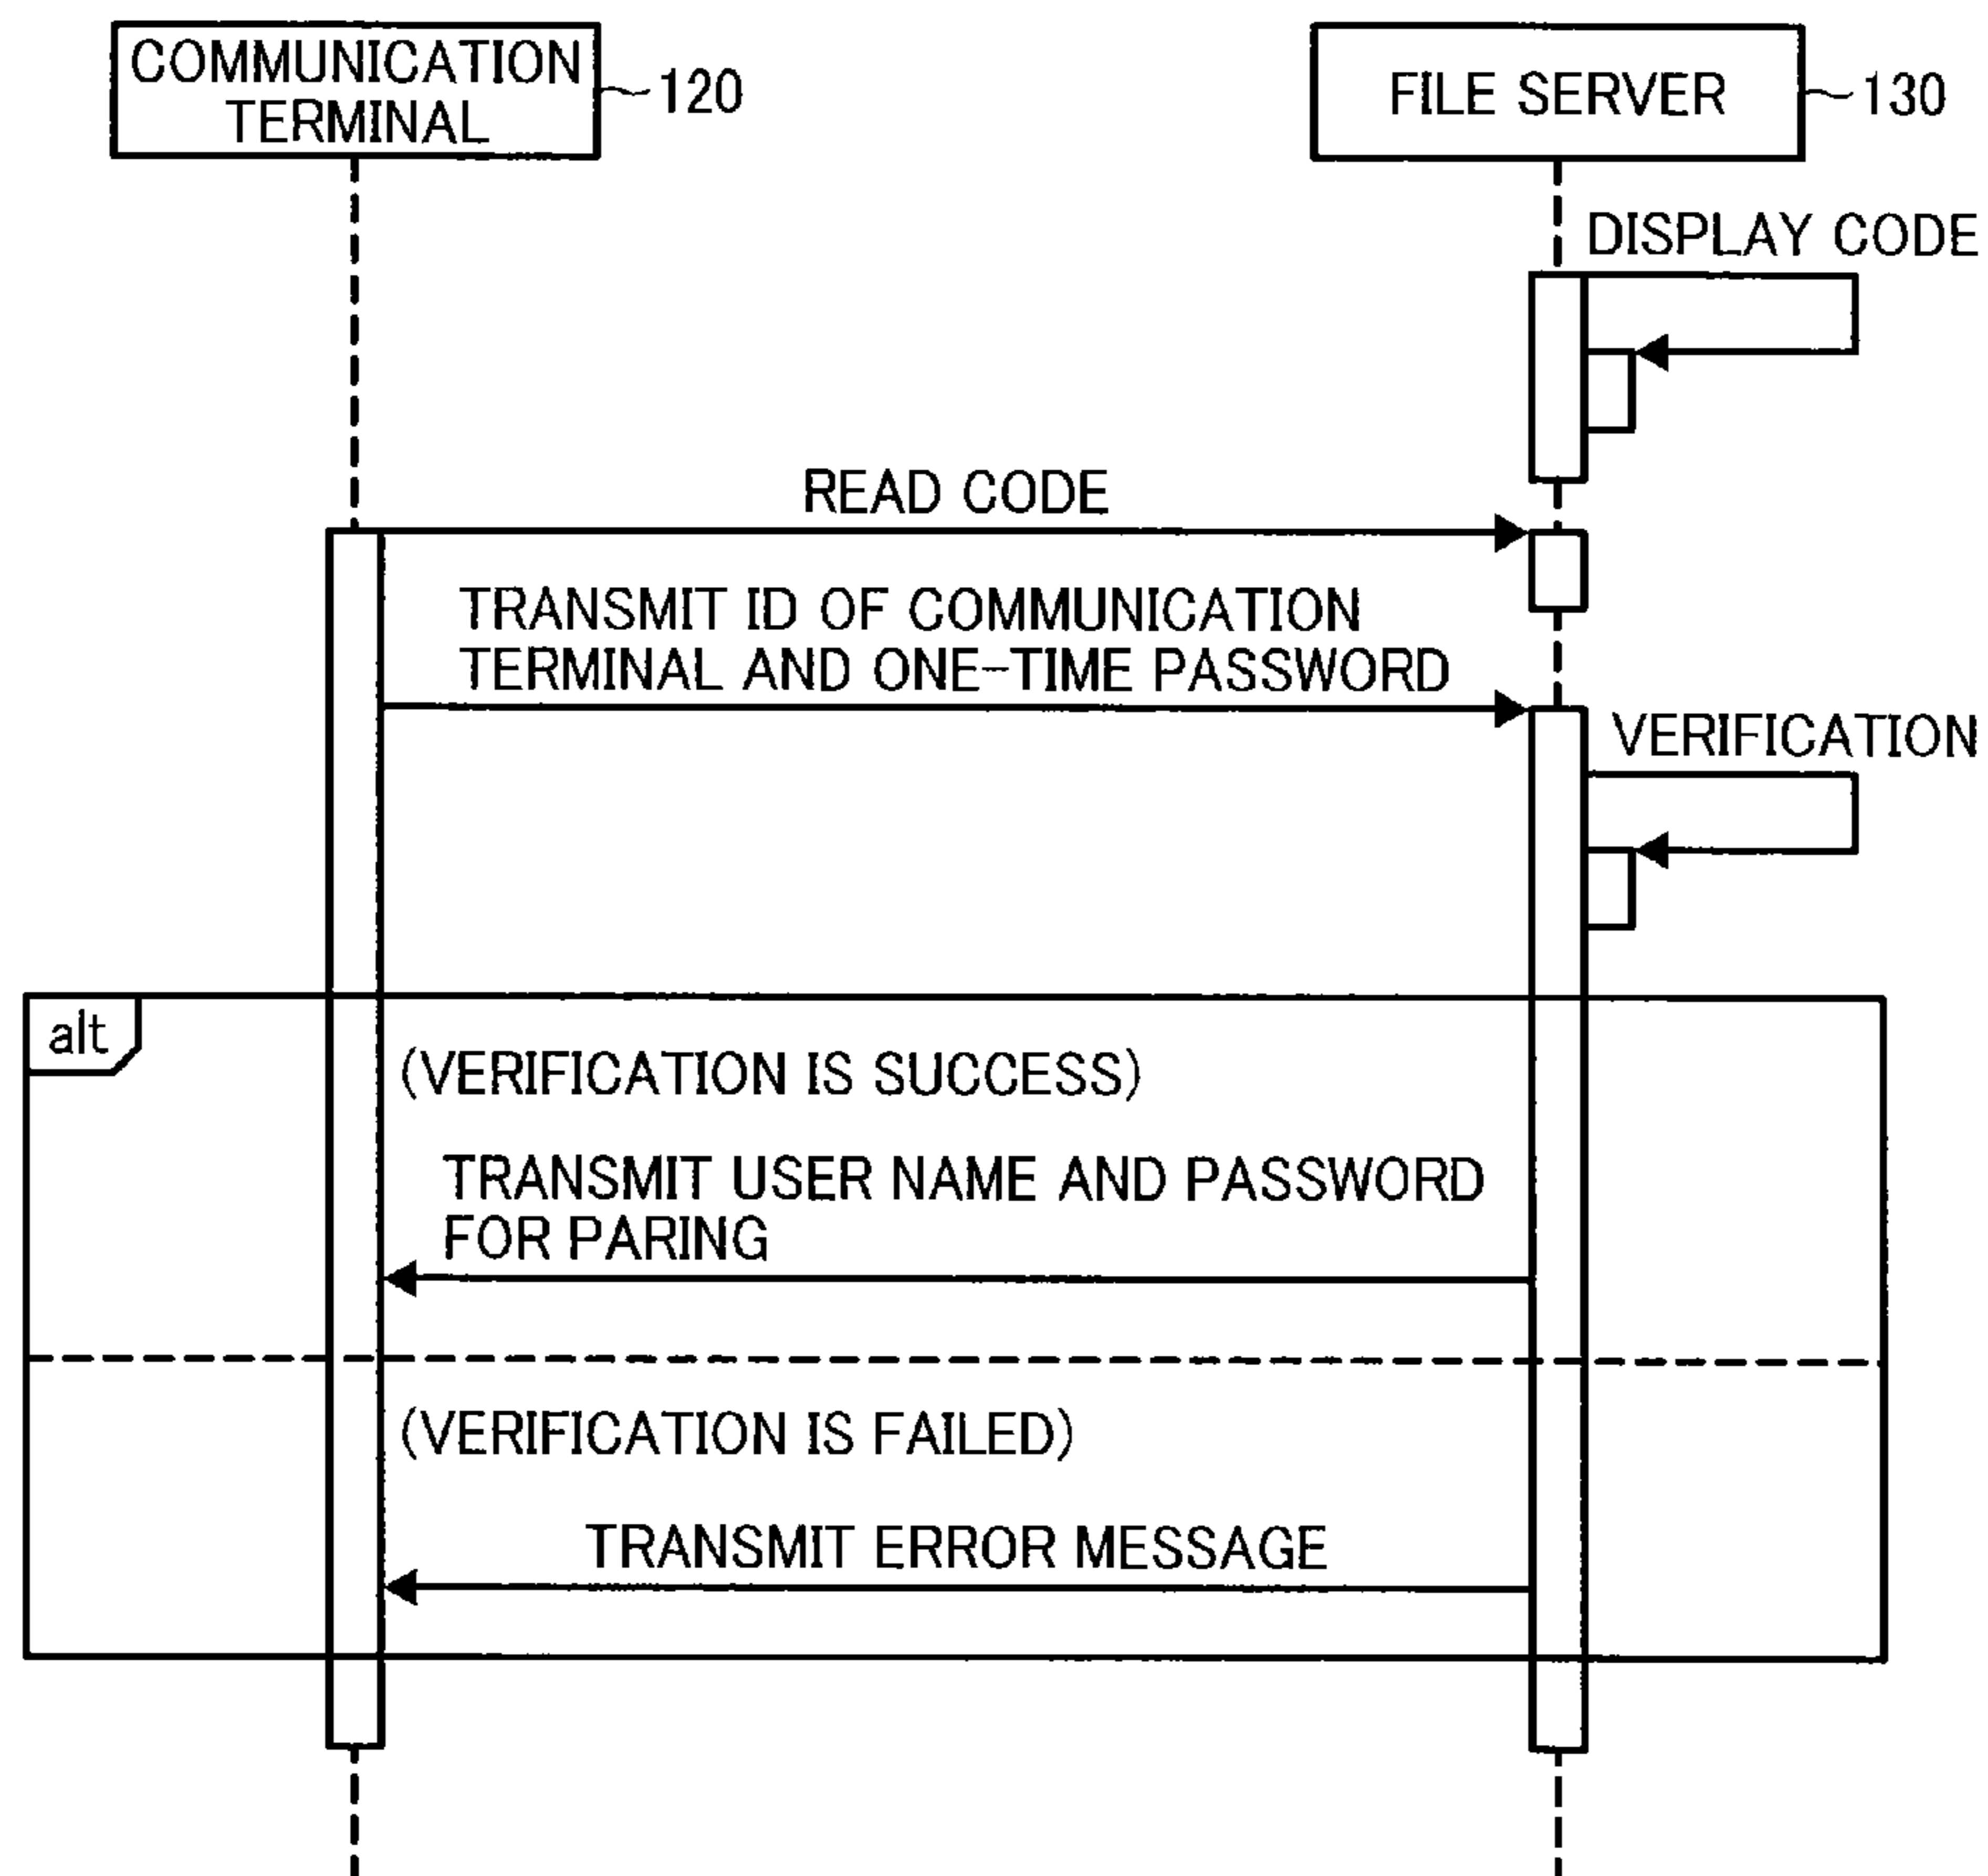 COMMUNICATION
TERMINAL
120
FILE SERVER
130
DISPLAY CODE
READ CODE
TRANSMIT ID OF COMMUNICATION
TERMINAL AND ONE-TIME PASSWORD
VERIFICATION
alt
(VERIFICATION IS SUCCESS)
TRANSMIT USER NAME AND PASSWORD
FOR PARING
(VERIFICATION IS FAILED)
TRANSMIT ERROR MESSAGE